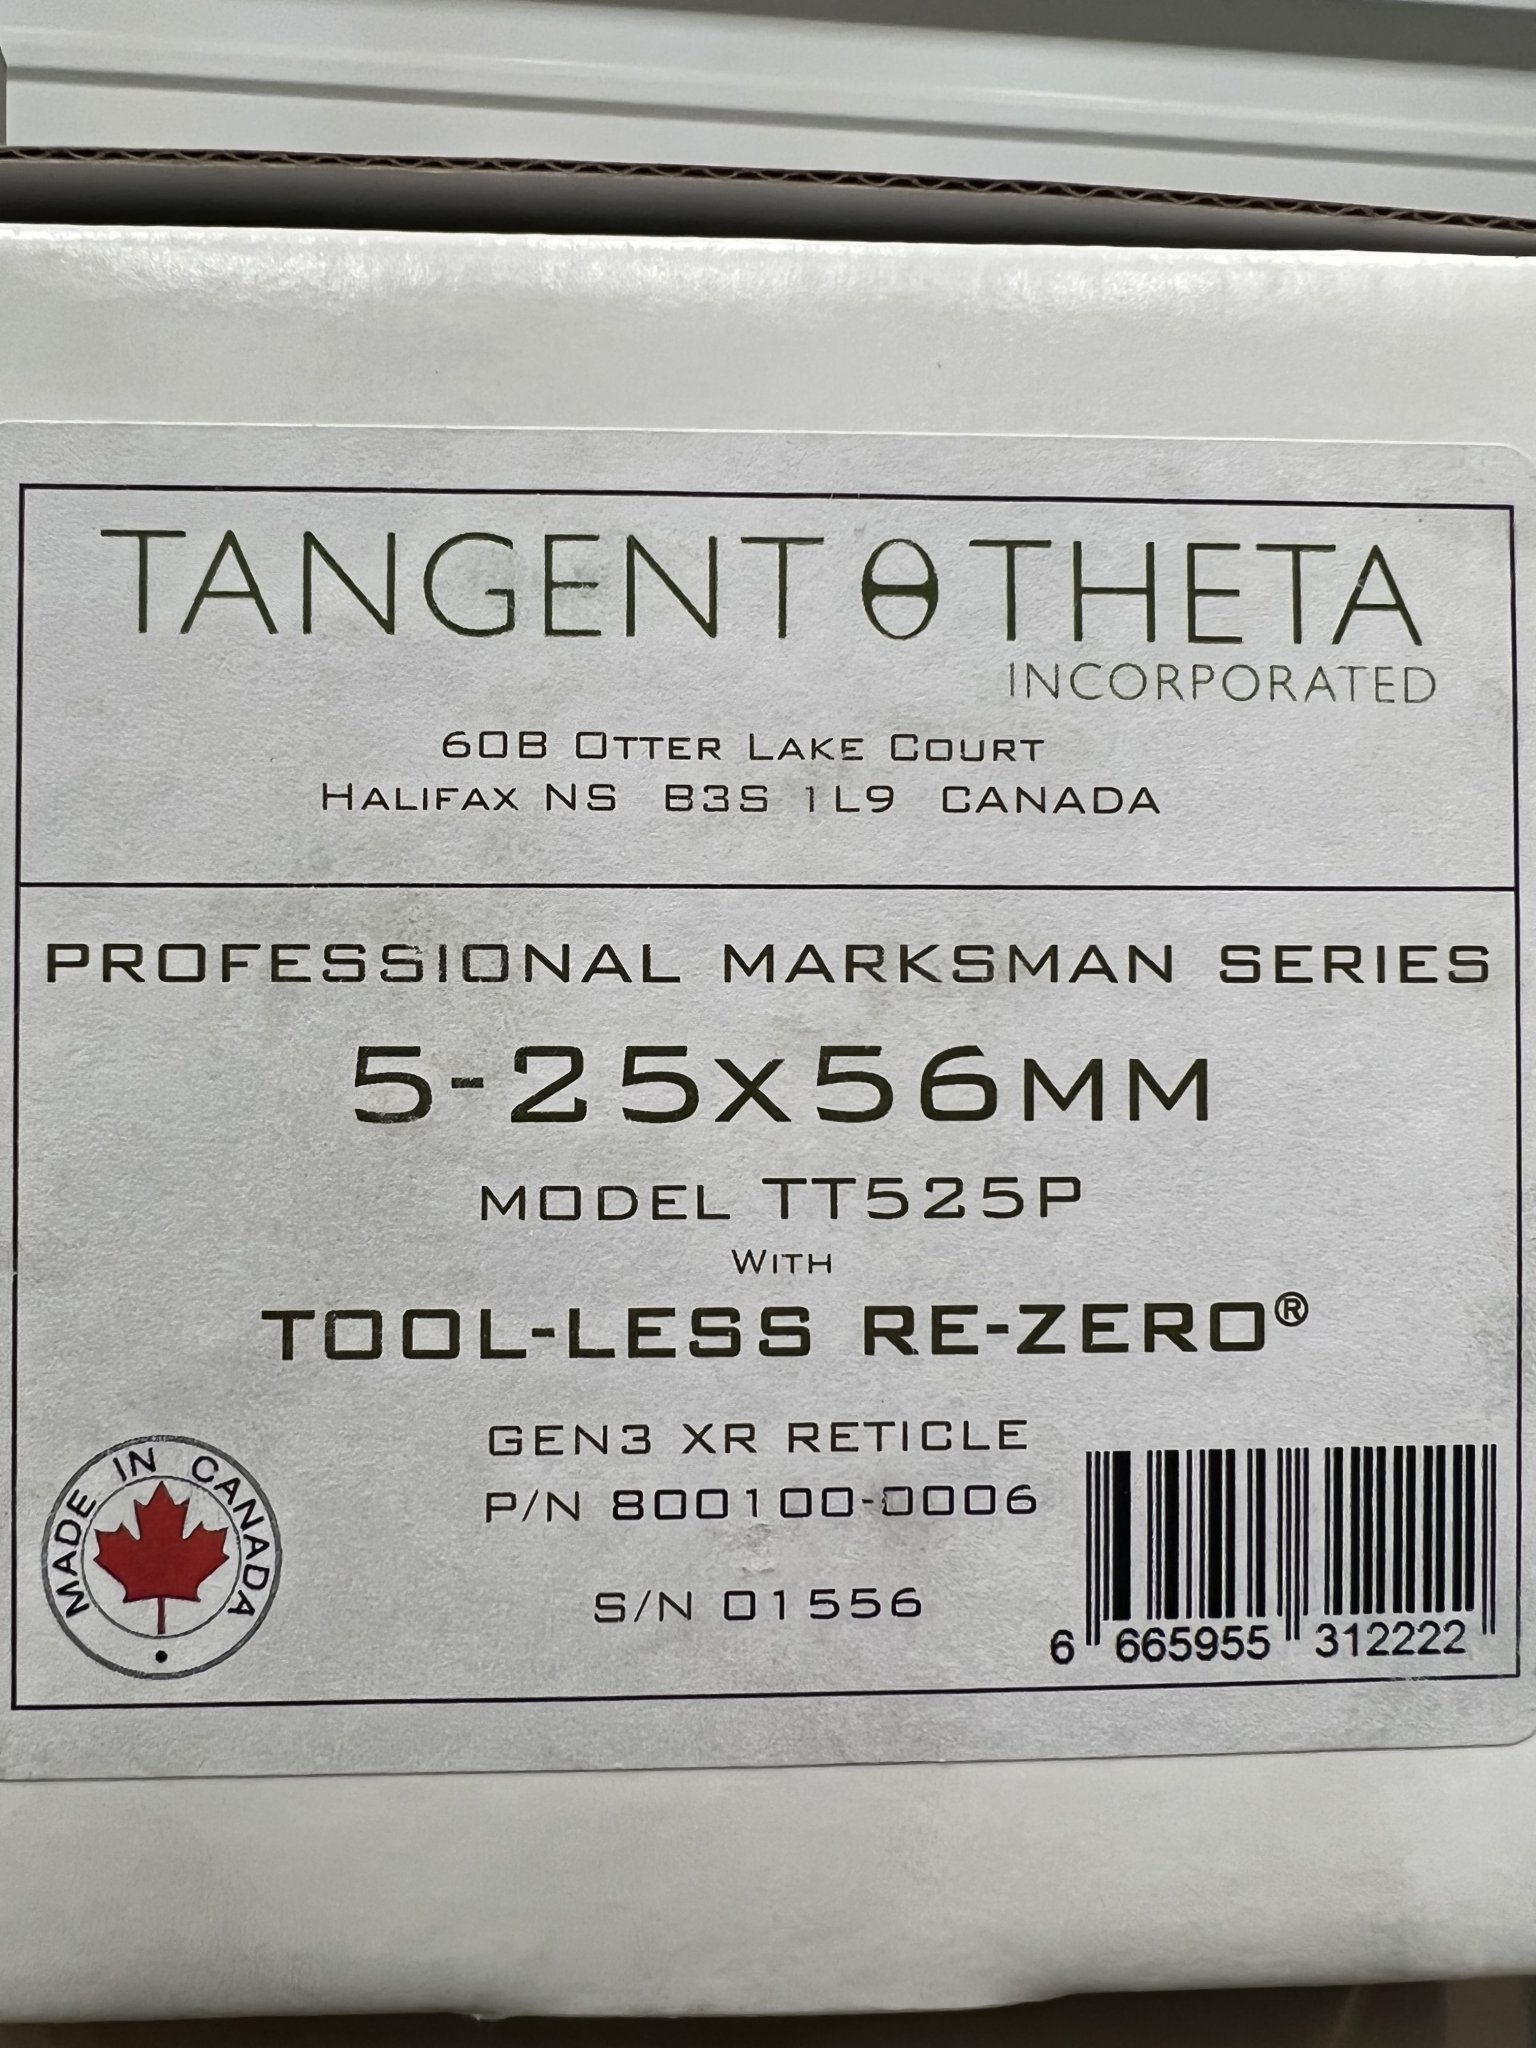 TANGENT θ THETA
INCORPORATED
60B OTTER LAKE COURT
HALIFAX NS B3S 1L9 CANADA
PROFESSIONAL MARKSMAN SERIES
5-25x56MM
MODEL TT525P
WITH
TOOL-LESS RE-ZERO®
GEN3 XR RETICLE
P/N 800100-0006
S/N 01556
MADE IN CANADA
6 665955 312222